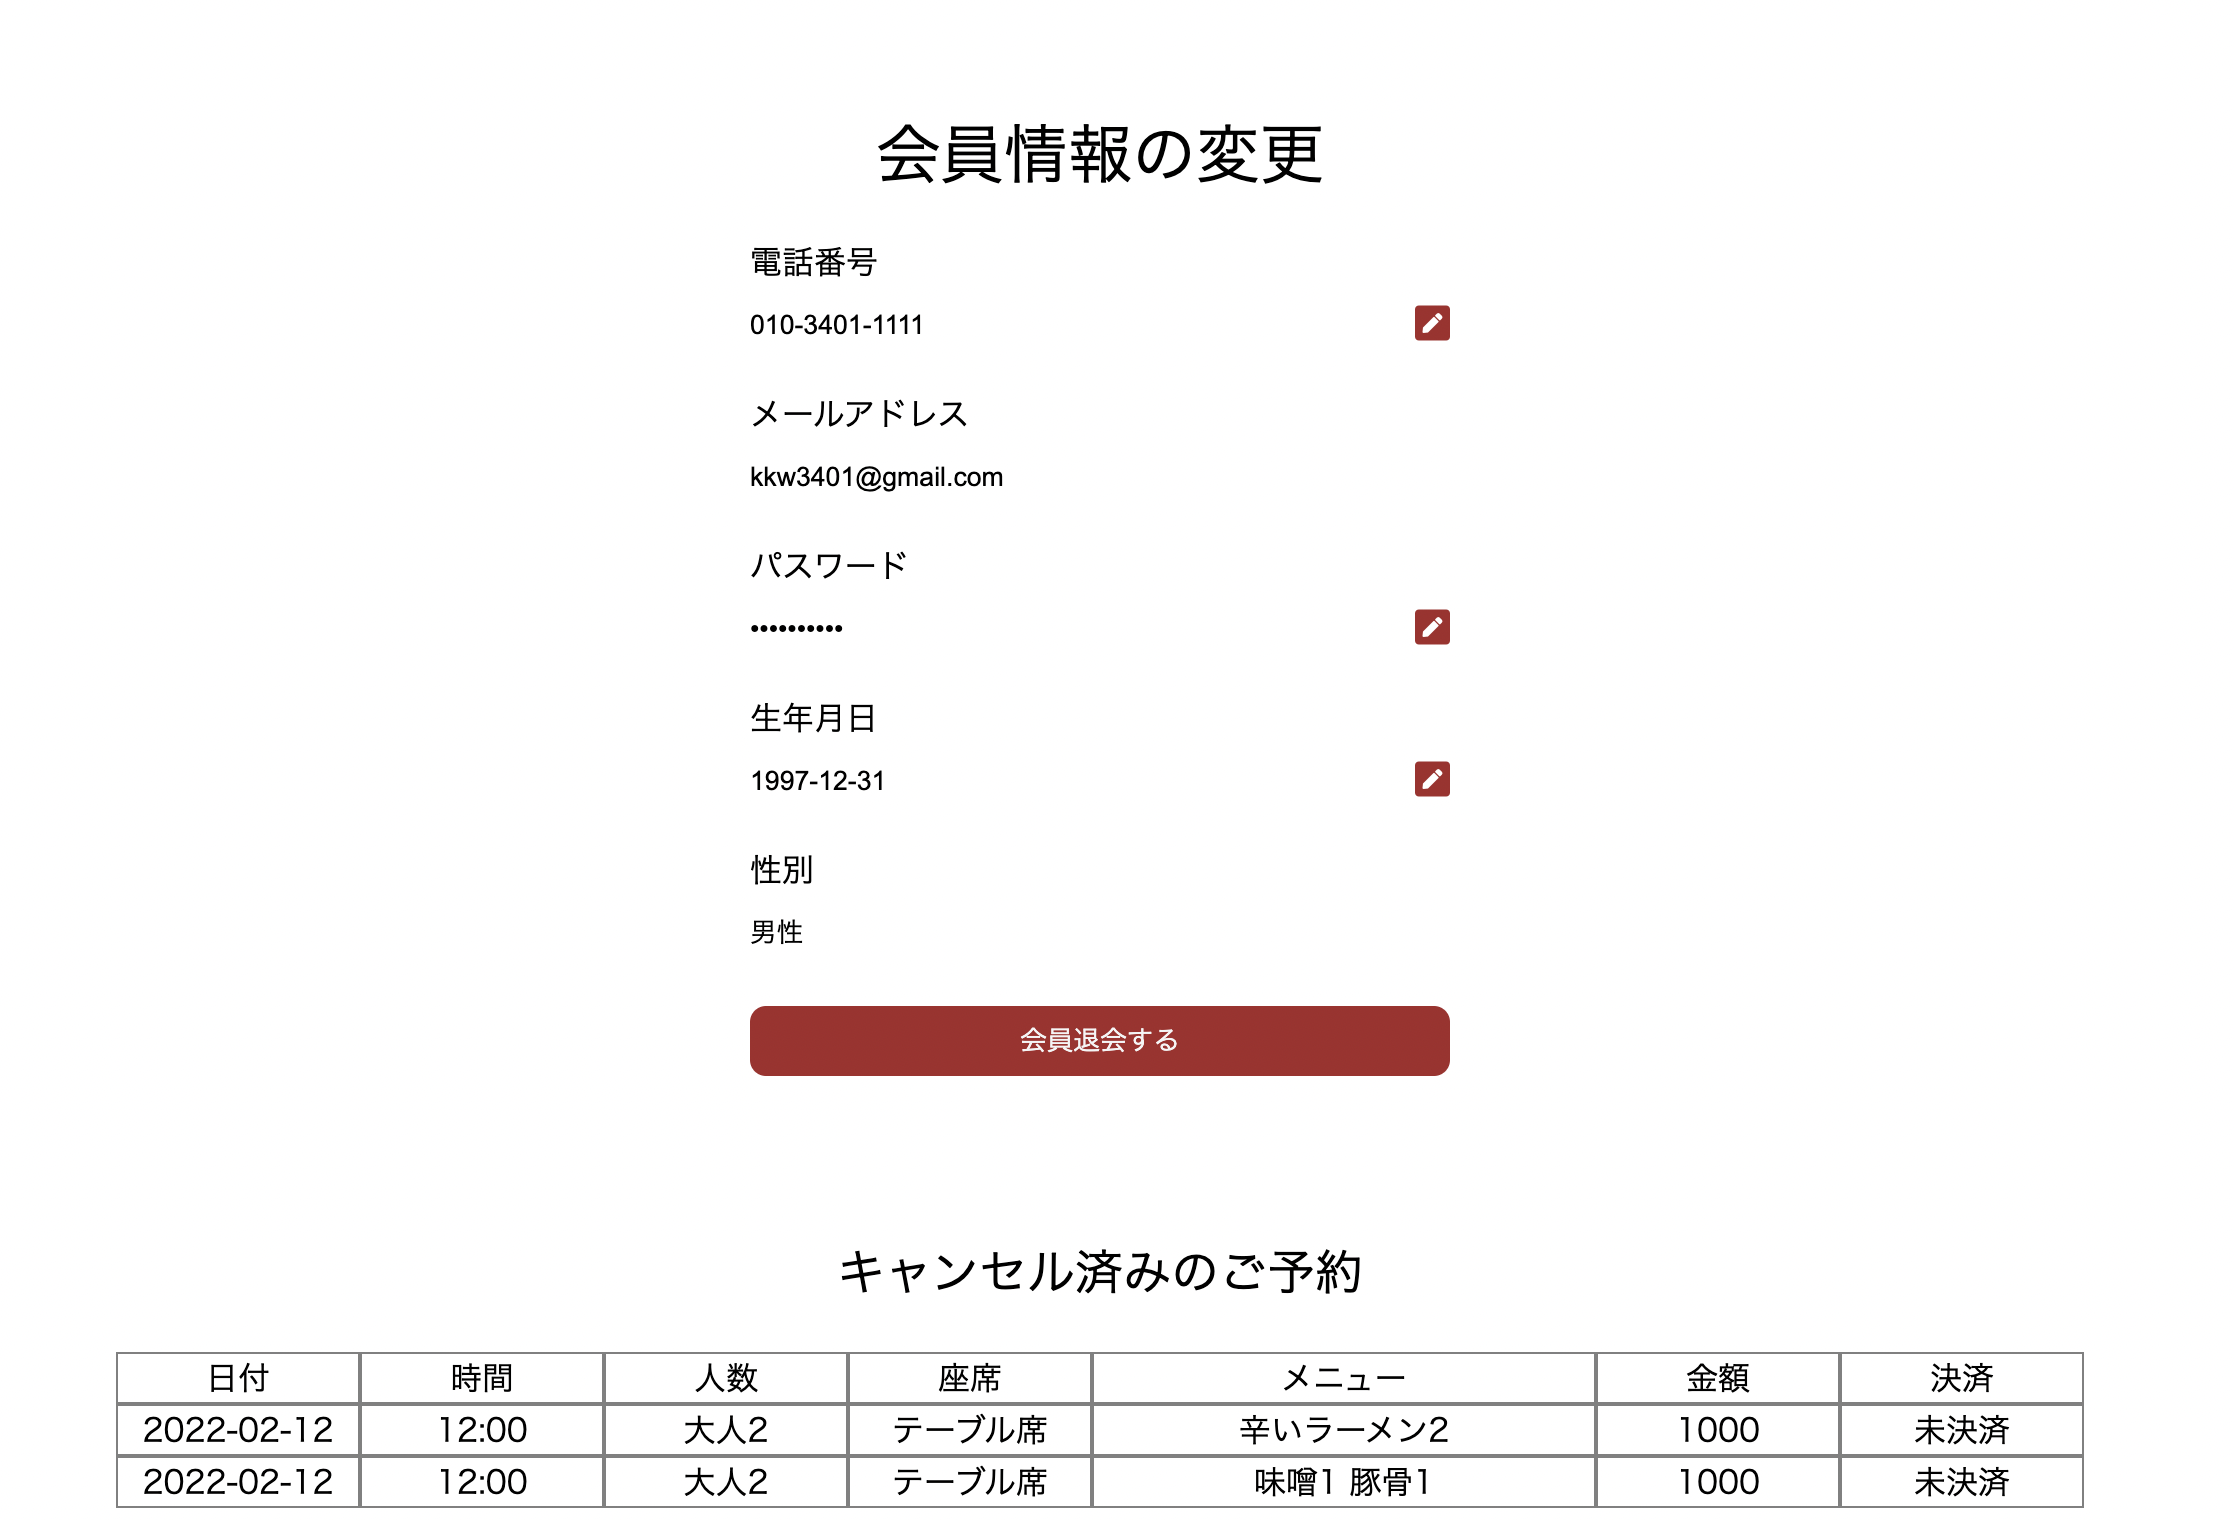 会員情報の変更
電話番号
010-3401-1111
メールアドレス
kkw3401@gmail.com
パスワード
••••••••••
生年月日
1997-12-31
性別
男性
会員退会する
キャンセル済みのご予約
日付 時間 人数 座席 メニュー 金額 決済
2022-02-12 12:00 大人2 テーブル席 辛いラーメン2 1000 未決済
2022-02-12 12:00 大人2 テーブル席 味噌1 豚骨1 1000 未決済